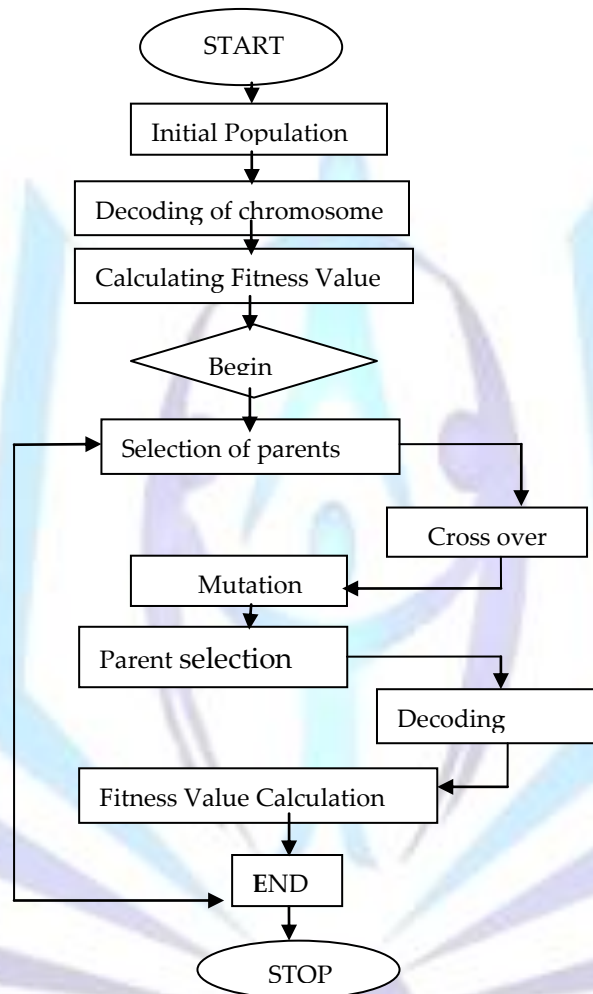 START
Initial Population
Decoding of chromosome
Calculating Fitness Value
Begin
Selection of parents
Cross over
Mutation
Parent selection
Decoding
Fitness Value Calculation
END
STOP